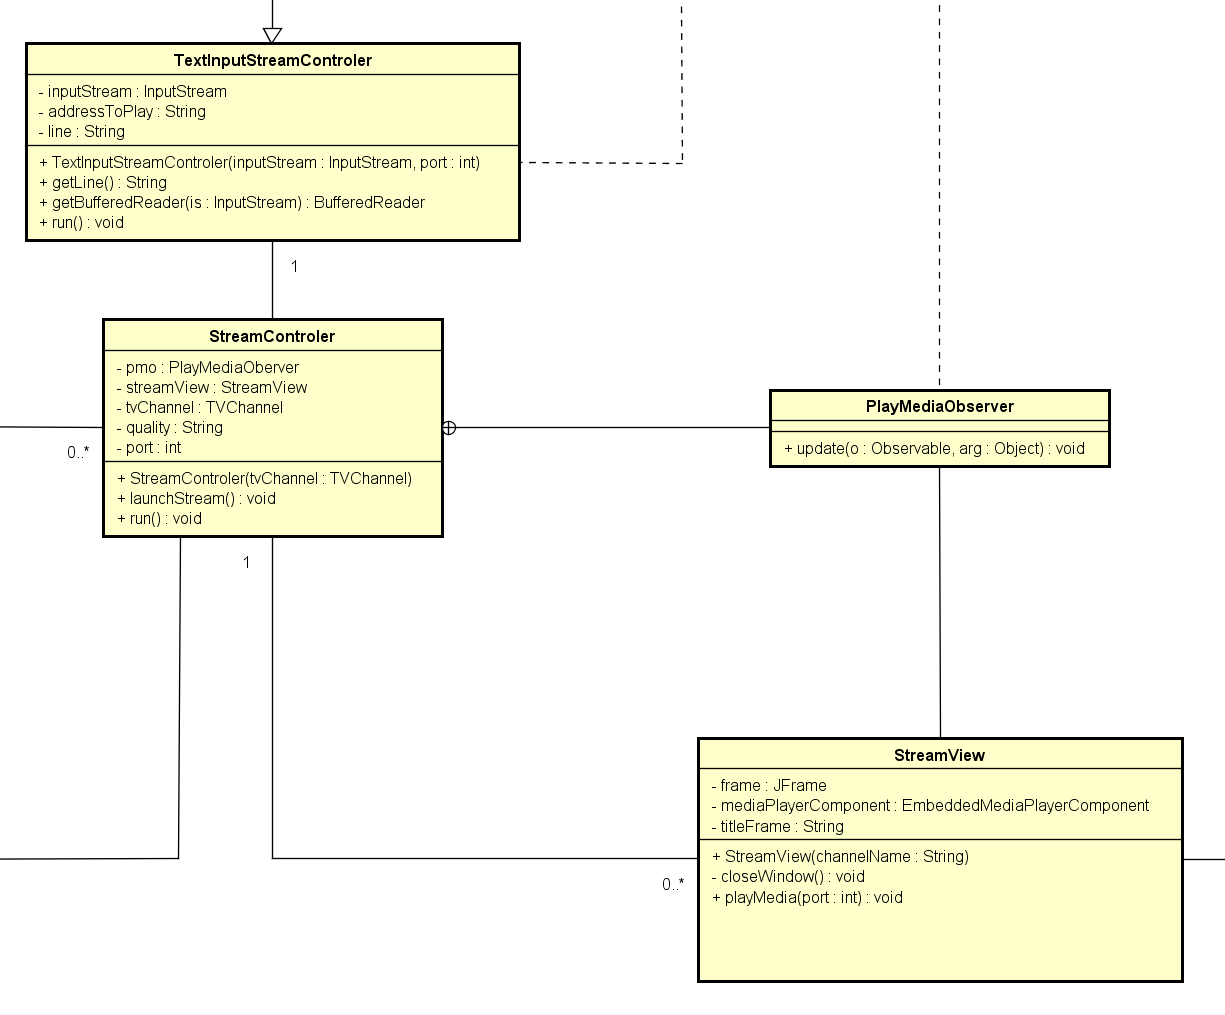 TextInputStreamControler
- inputStream : InputStream
- addressToPlay : String
- line : String
+ TextInputStreamControler(inputStream : InputStream, port : int)
+ getLine() : String
+ getBufferedReader(is : InputStream) : BufferedReader
+ run() : void
1
StreamControler
- pmo : PlayMediaOberver
- streamView : StreamView
- tvChannel : TVChannel
- quality : String
- port : int
+ StreamControler(tvChannel : TVChannel)
+ launchStream() : void
+ run() : void
0..*
1
PlayMediaObserver
+ update(o : Observable, arg : Object) : void
StreamView
- frame : JFrame
- mediaPlayerComponent : EmbeddedMediaPlayerComponent
- titleFrame : String
+ StreamView(channelName : String)
- closeWindow() : void
+ playMedia(port : int) : void
0..*